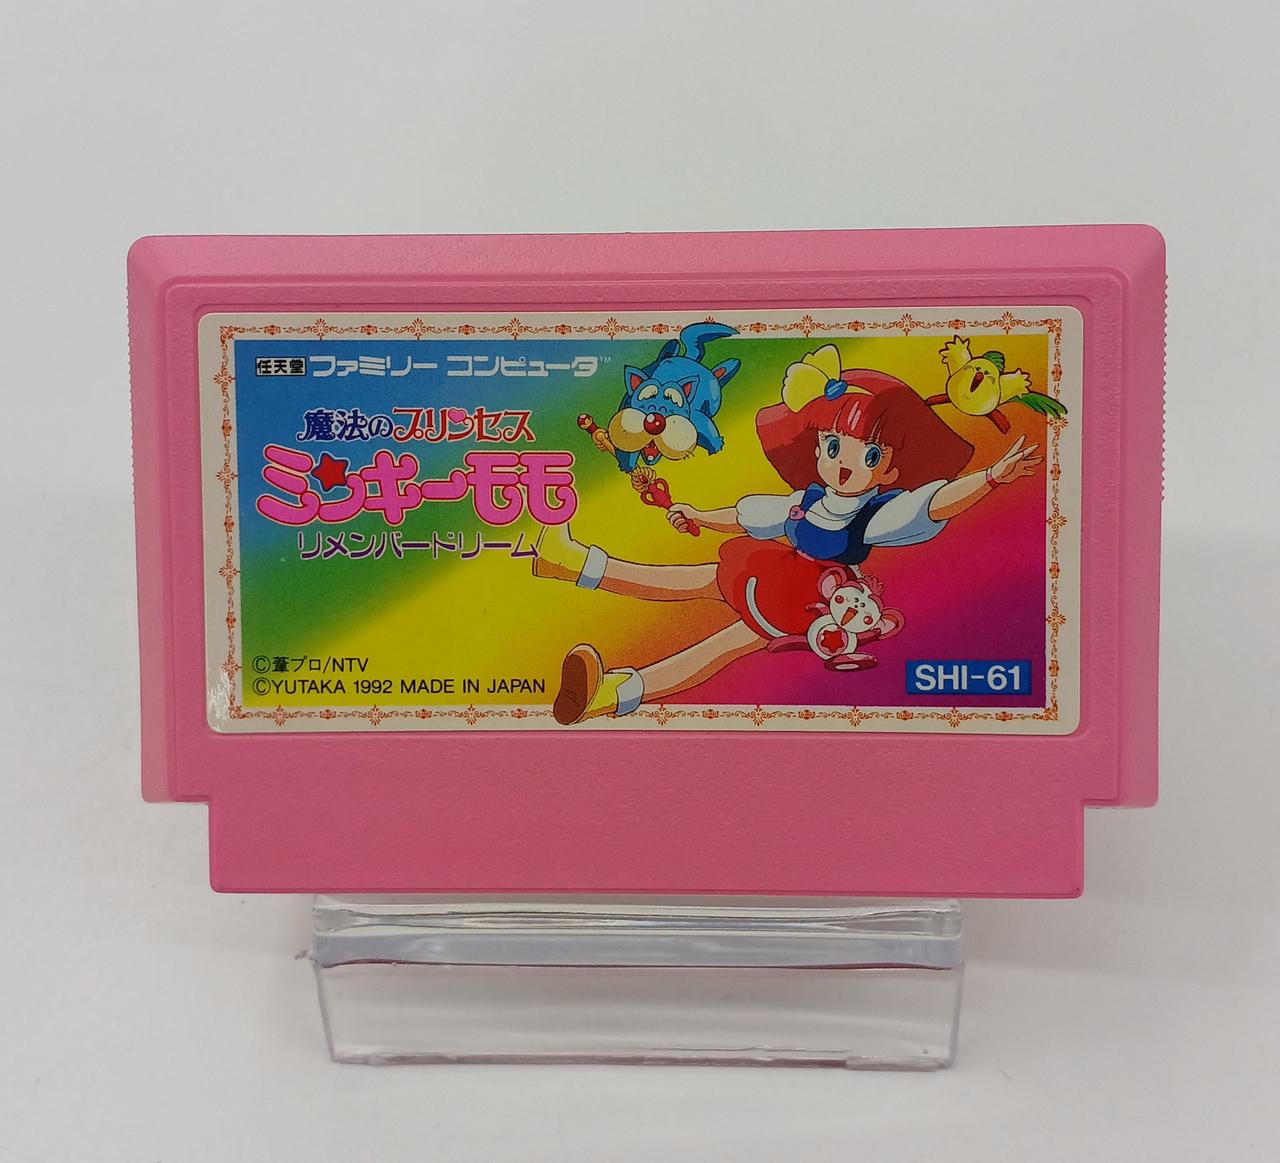 任天堂 ファミリー コンピュータ™
魔法のプリンセス
ミンキーモモ
リメンバードリーム
©葦プロ/NTV
©YUTAKA 1992 MADE IN JAPAN
SHI-61